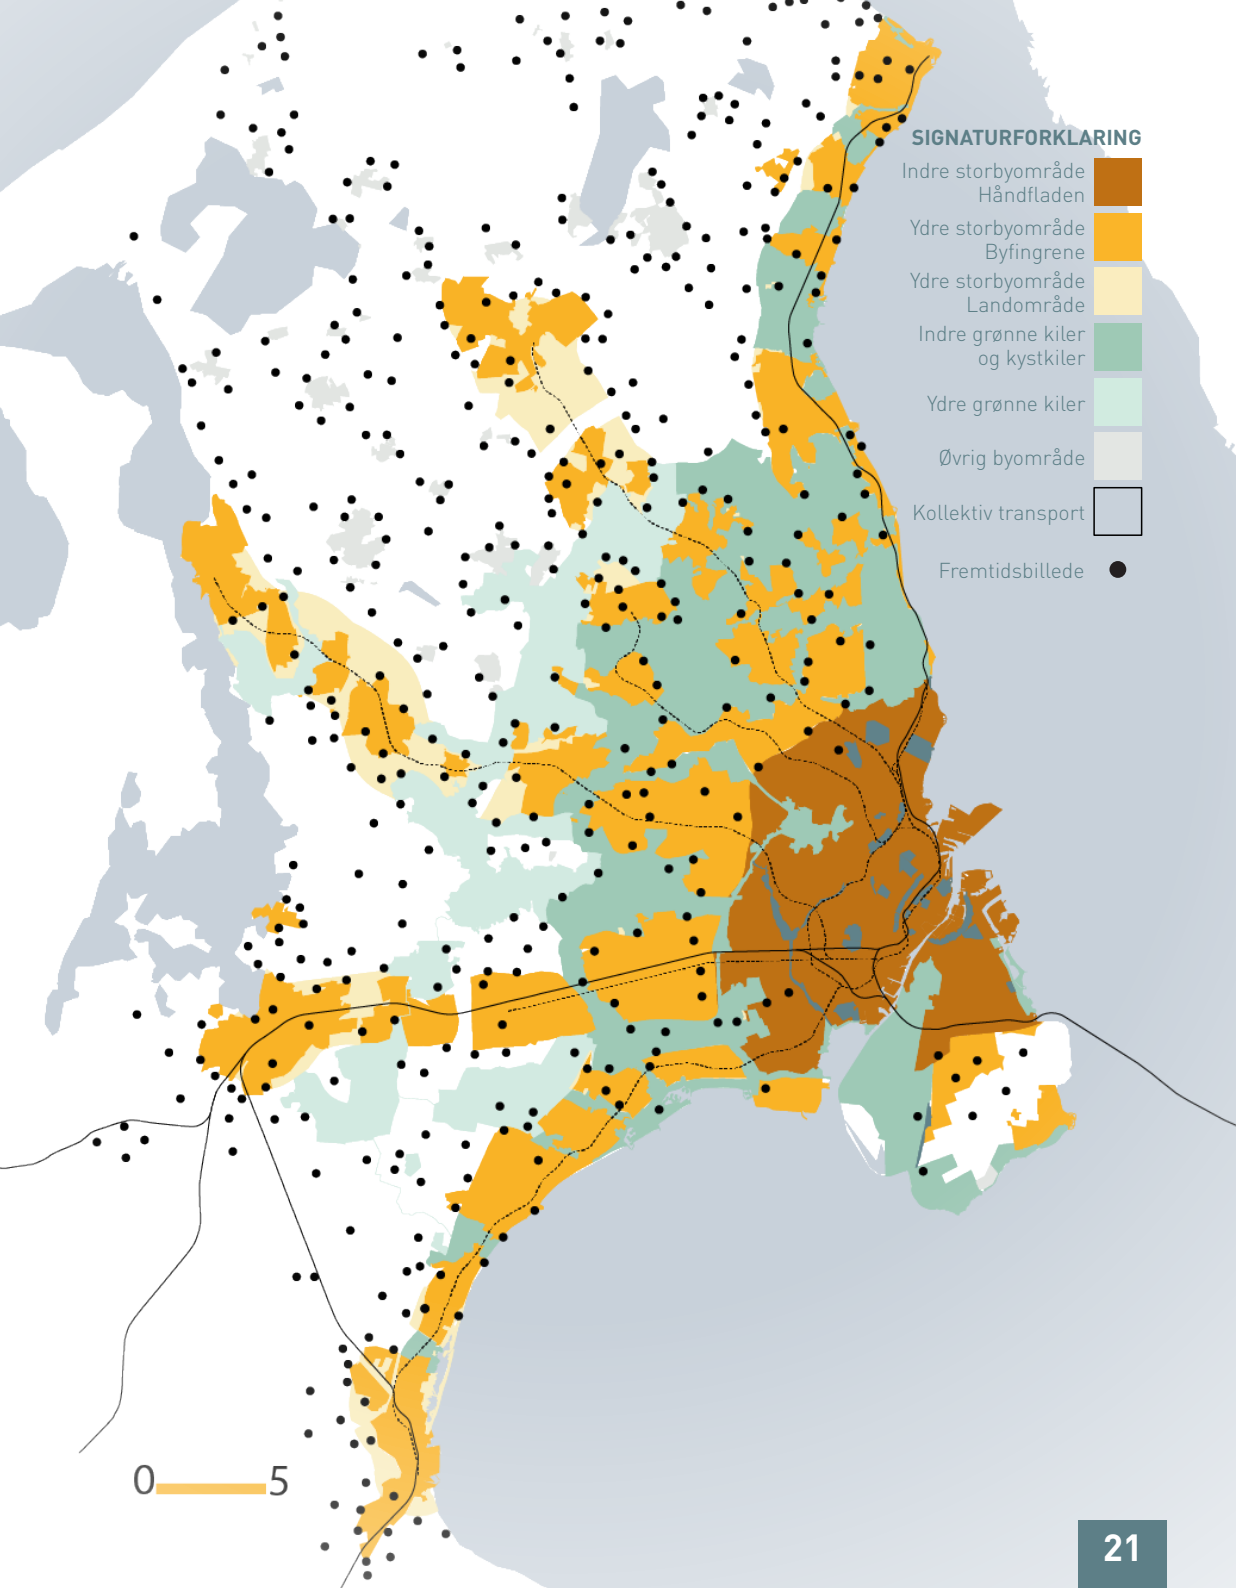 SIGNATURFORKLARING
Indre storbyområde
Håndfladen
Ydre storbyområde
Byfingrene
Ydre storbyområde
Landområde
Indre grønne kiler
og kystkiler
Ydre grønne kiler
Øvrig byområde
Kollektiv transport
Fremtidsbillede
0 5
21